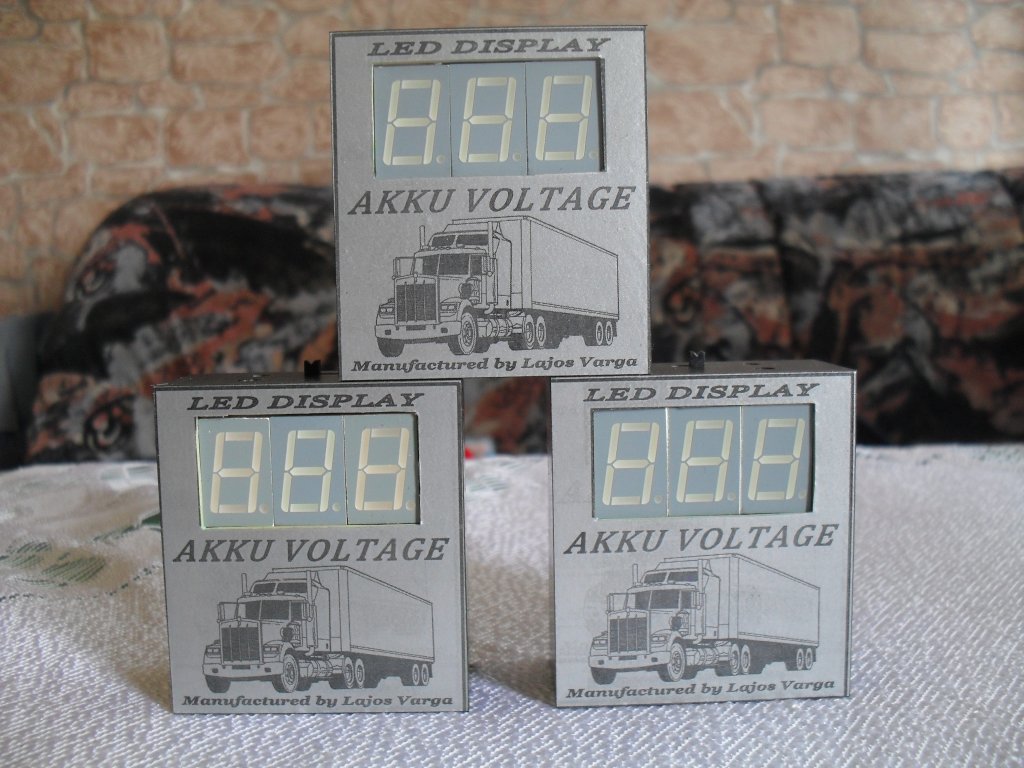 LED DISPLAY
AKKU VOLTAGE
Manufactured by Lajos Varga
LED DISPLAY
AKKU VOLTAGE
Manufactured by Lajos Varga
LED DISPLAY
AKKU VOLTAGE
Manufactured by Lajos Varga